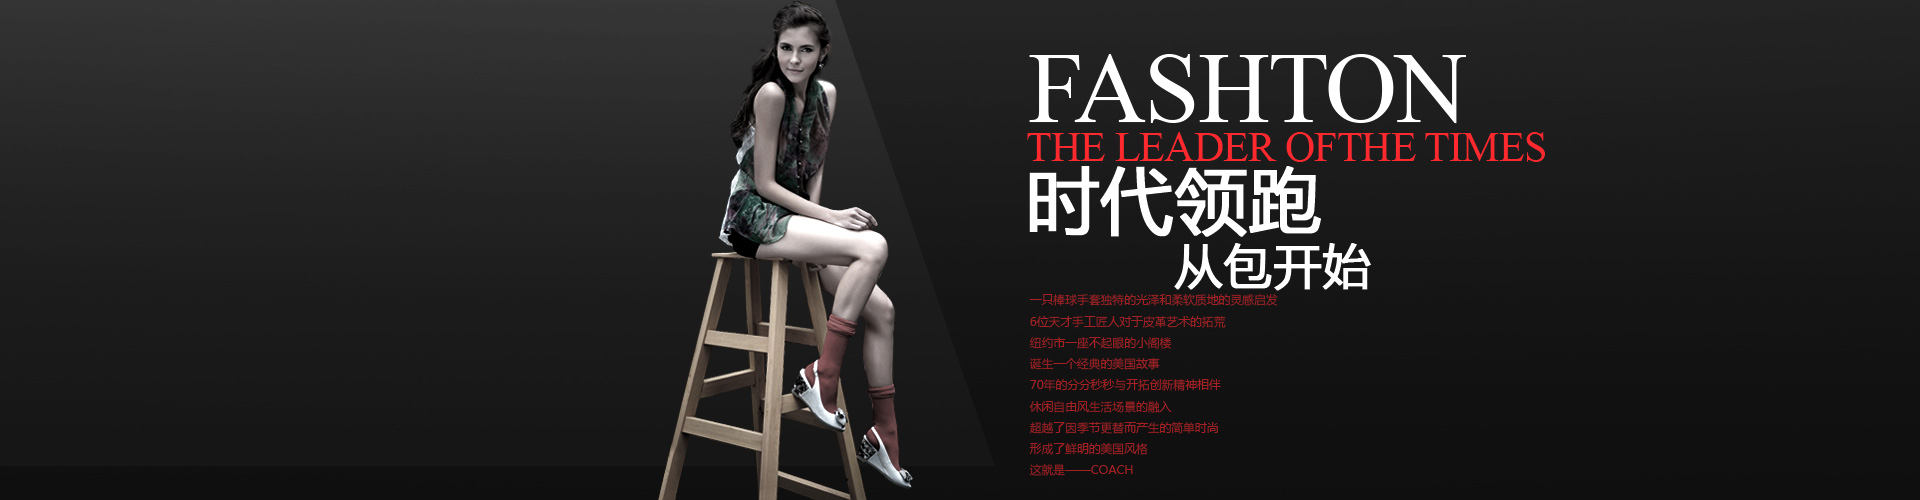 FASHTON
THE LEADER OFTHE TIMES
时代领跑
从包开始
一只棒球手套独特的光泽和柔软质地的灵感启发
6位天才手工匠人对于皮革艺术的拓荒
纽约市一座不起眼的小阁楼
诞生一个经典的美国故事
70年的分分秒秒与开拓创新精神相伴
休闲自由风生活场景的融入
超越了因季节更替而产生的简单时尚
形成了鲜明的美国风格
这就是——COACH